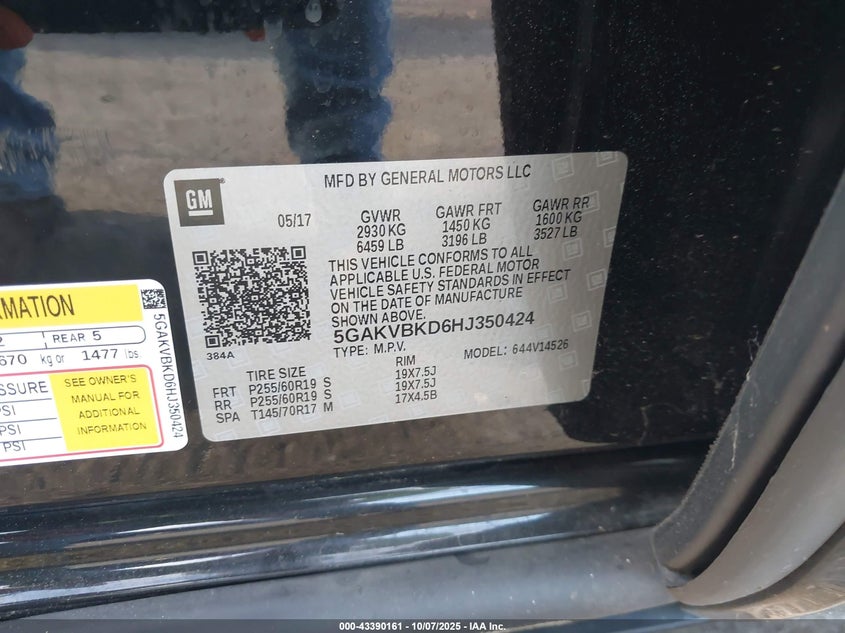 GM
MFD BY GENERAL MOTORS LLC
05/17
GVWR
2930 KG
6459 LB
GAWR FRT
1450 KG
3196 LB
GAWR RR
1600 KG
3527 LB
THIS VEHICLE CONFORMS TO ALL
APPLICABLE U.S. FEDERAL MOTOR
VEHICLE SAFETY STANDARDS IN EFFECT
ON THE DATE OF MANUFACTURE
SHOWN ABOVE.
5GAKVBKD6HJ350424
384A
TYPE: M.P.V.
MODEL: 644V14526
TIRE SIZE RIM
FRT P255/60R19 S 19X7.5J
RR P255/60R19 S 19X7.5J
SPA T145/70R17 M 17X4.5B
RMATION
2 REAR 5
670 kg or 1477 lbs.
SSURE
PSI
PSI
PSI
SEE OWNER'S
MANUAL FOR
ADDITIONAL
INFORMATION
5GAKVBKD6HJ350424
000-43390161 - 10/07/2025 - IAA Inc.